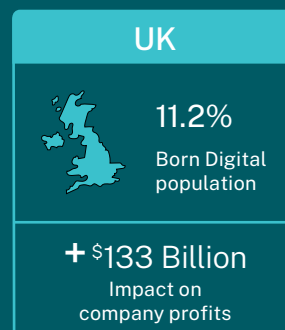 UK
11.2%
Born Digital
population
+ $133 Billion
Impact on
company profits